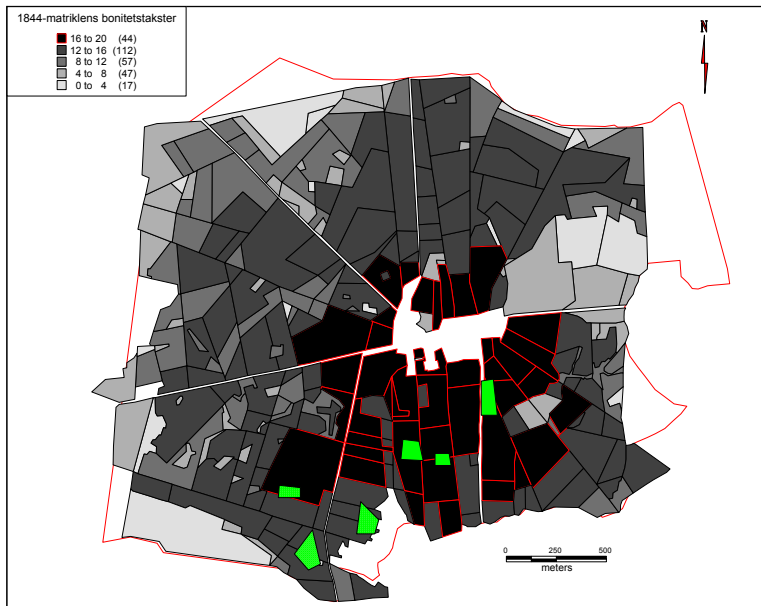 1844-matriklens bonitetstakster
16 to 20 (44)
12 to 16 (112)
8 to 12 (57)
4 to 8 (47)
0 to 4 (17)
N
0 250 500
meters